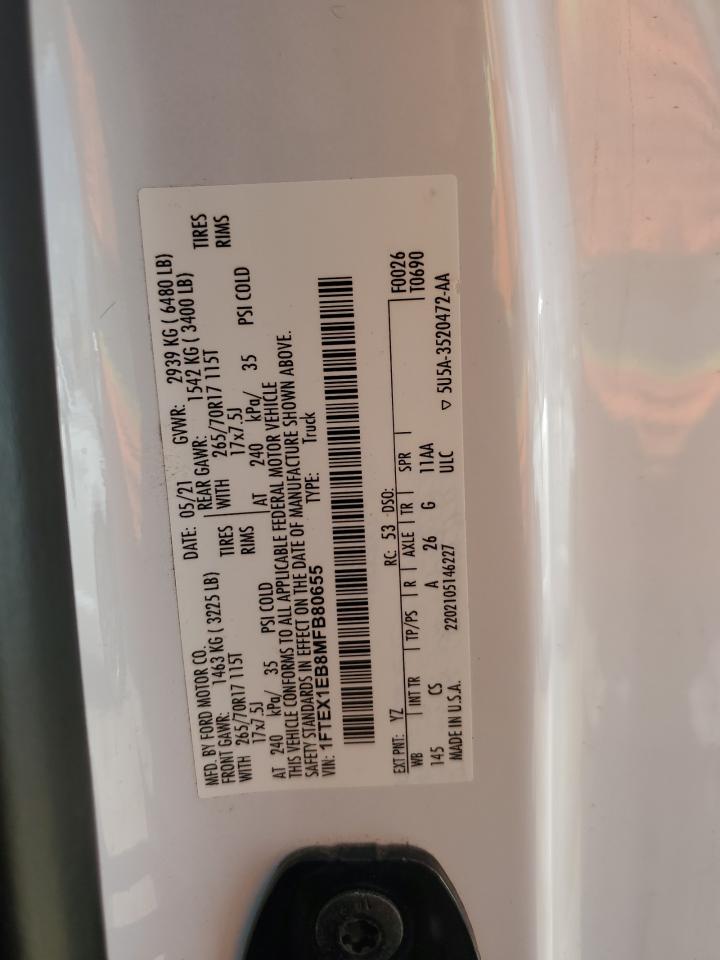 MFD. BY FORD MOTOR CO. DATE: 05/21 GVWR: 2939 KG ( 6480 LB)
FRONT GAWR: 1463 KG ( 3225 LB) REAR GAWR: 1542 KG ( 3400 LB)
WITH 265/70R17 115T TIRES WITH 265/70R17 115T TIRES
17x7.5J RIMS 17x7.5J RIMS
AT 240 kPa/ 35 PSI COLD AT 240 kPa/ 35 PSI COLD
THIS VEHICLE CONFORMS TO ALL APPLICABLE FEDERAL MOTOR VEHICLE
SAFETY STANDARDS IN EFFECT ON THE DATE OF MANUFACTURE SHOWN ABOVE.
VIN: 1FTEX1EB8MFB80655 TYPE: Truck
EXT PNT: YZ RC: 53 DSO: F0026
WB INT TR TP/PS R AXLE TR SPR T0690
145 CS A 26 G 11AA
MADE IN U.S.A. 2202105146227 ULC ▽ 5U5A-3520472-AA